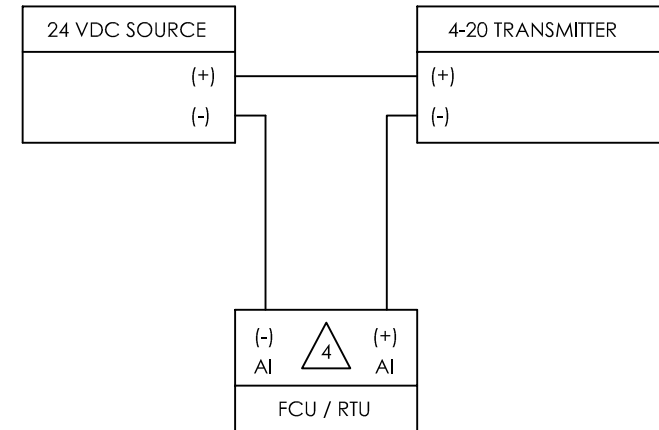 24 VDC SOURCE
(+)
(-)
4-20 TRANSMITTER
(+)
(-)
(-) 4 (+)
AI AI
FCU / RTU